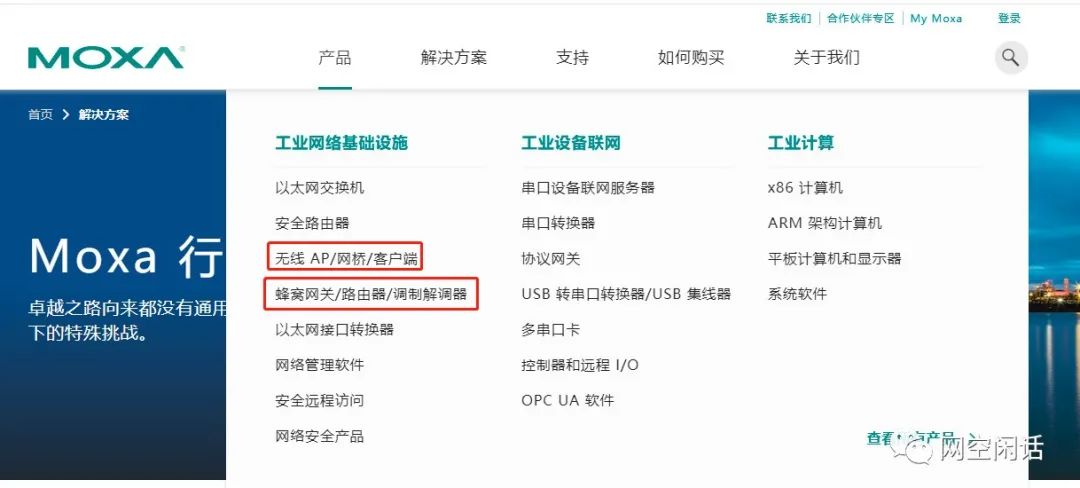 联系我们 | 合作伙伴专区 | My Moxa 登录
MOXA 产品 解决方案 支持 如何购买 关于我们
首页 > 解决方案
工业网络基础设施
以太网交换机
安全路由器
无线 AP/网桥/客户端
蜂窝网关/路由器/调制解调器
以太网接口转换器
网络管理软件
安全远程访问
网络安全产品
工业设备联网
串口设备联网服务器
串口转换器
协议网关
USB 转串口转换器/USB 集线器
多串口卡
控制器和远程 I/O
OPC UA 软件
工业计算
x86 计算机
ARM 架构计算机
平板计算机和显示器
系统软件
查看 产品
Moxa 行
卓越之路向来都没有通用
下的特殊挑战。
网空闲话